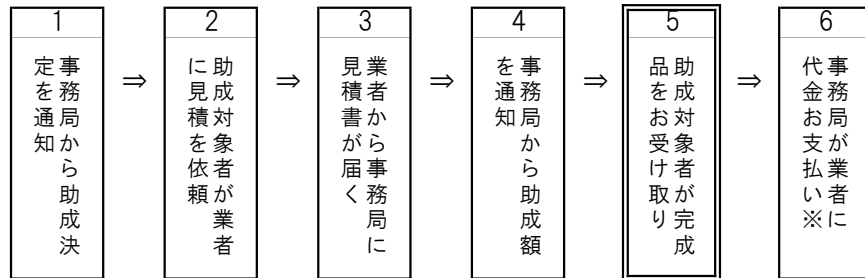 1
事務局から助成決
定を通知
⇒
2
助成対象者が業者
に見積を依頼
⇒
3
業者から事務局に
見積書が届く
⇒
4
事務局から助成額
を通知
⇒
5
助成対象者が完成
品をお受け取り
⇒
6
事務局が業者に
代金お支払い※